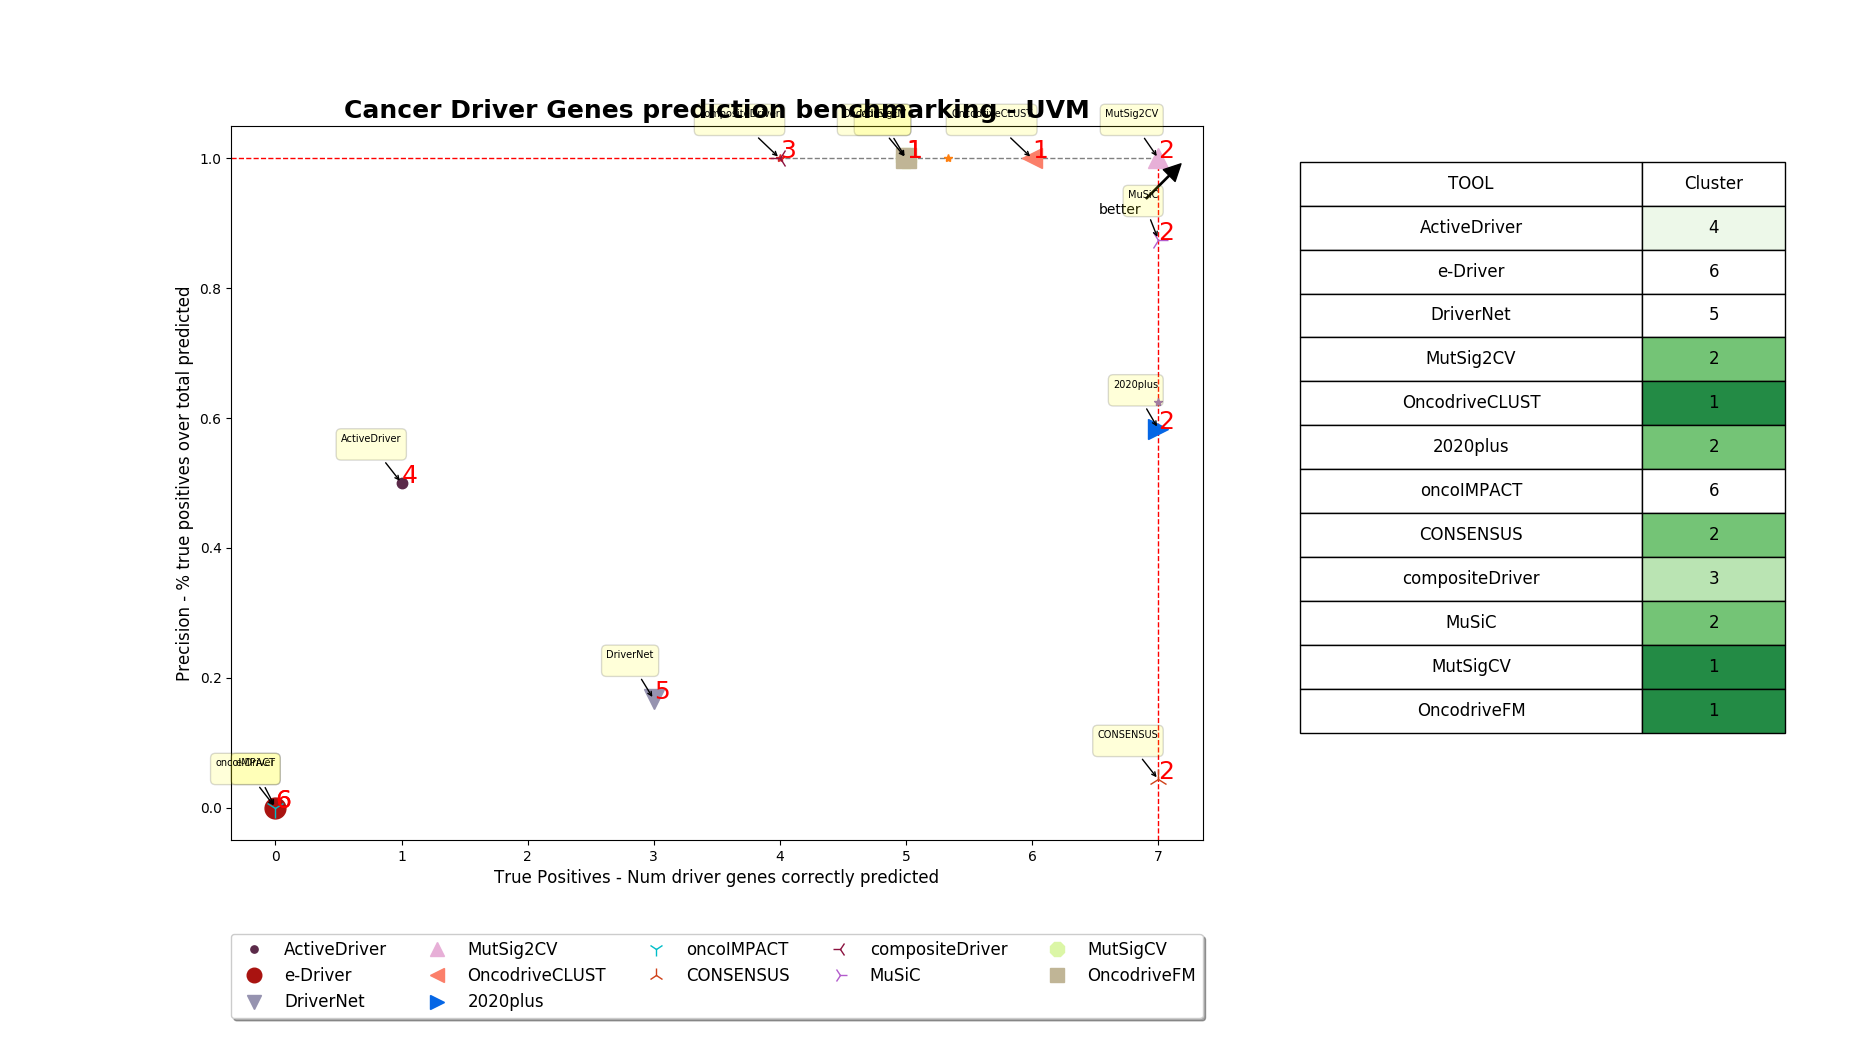 Cancer Driver Genes prediction benchmarking - UVM
compositeDriver
OncodriveCLUST
MutSig2CV
3
1
1
2
1.0
MuSiC
better
2
0.8
2020plus
2
0.6
ActiveDriver
4
0.4
DriverNet
5
0.2
CONSENSUS
2
oncoIMPACT
e-Driver
6
0.0
0 1 2 3 4 5 6 7
True Positives - Num driver genes correctly predicted
Precision - % true positives over total predicted
TOOL Cluster
ActiveDriver 4
e-Driver 6
DriverNet 5
MutSig2CV 2
OncodriveCLUST 1
2020plus 2
oncoIMPACT 6
CONSENSUS 2
compositeDriver 3
MuSiC 2
MutSigCV 1
OncodriveFM 1
ActiveDriver MutSig2CV oncoIMPACT compositeDriver MutSigCV
e-Driver OncodriveCLUST CONSENSUS MuSiC OncodriveFM
DriverNet 2020plus